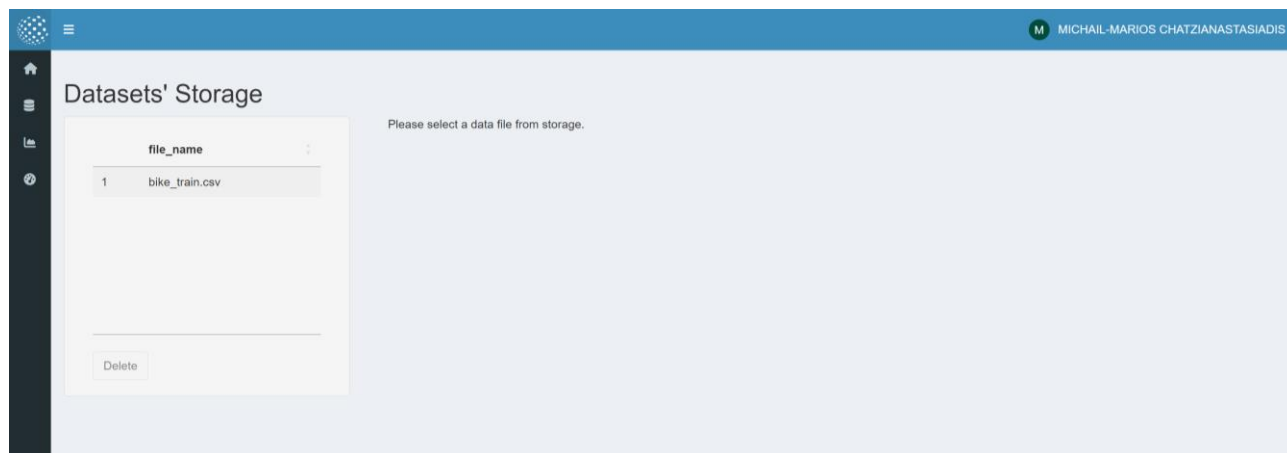 M MICHAIL-MARIOS CHATZIANASTASIADIS
Datasets' Storage
Please select a data file from storage.
file_name
1 bike_train.csv
Delete